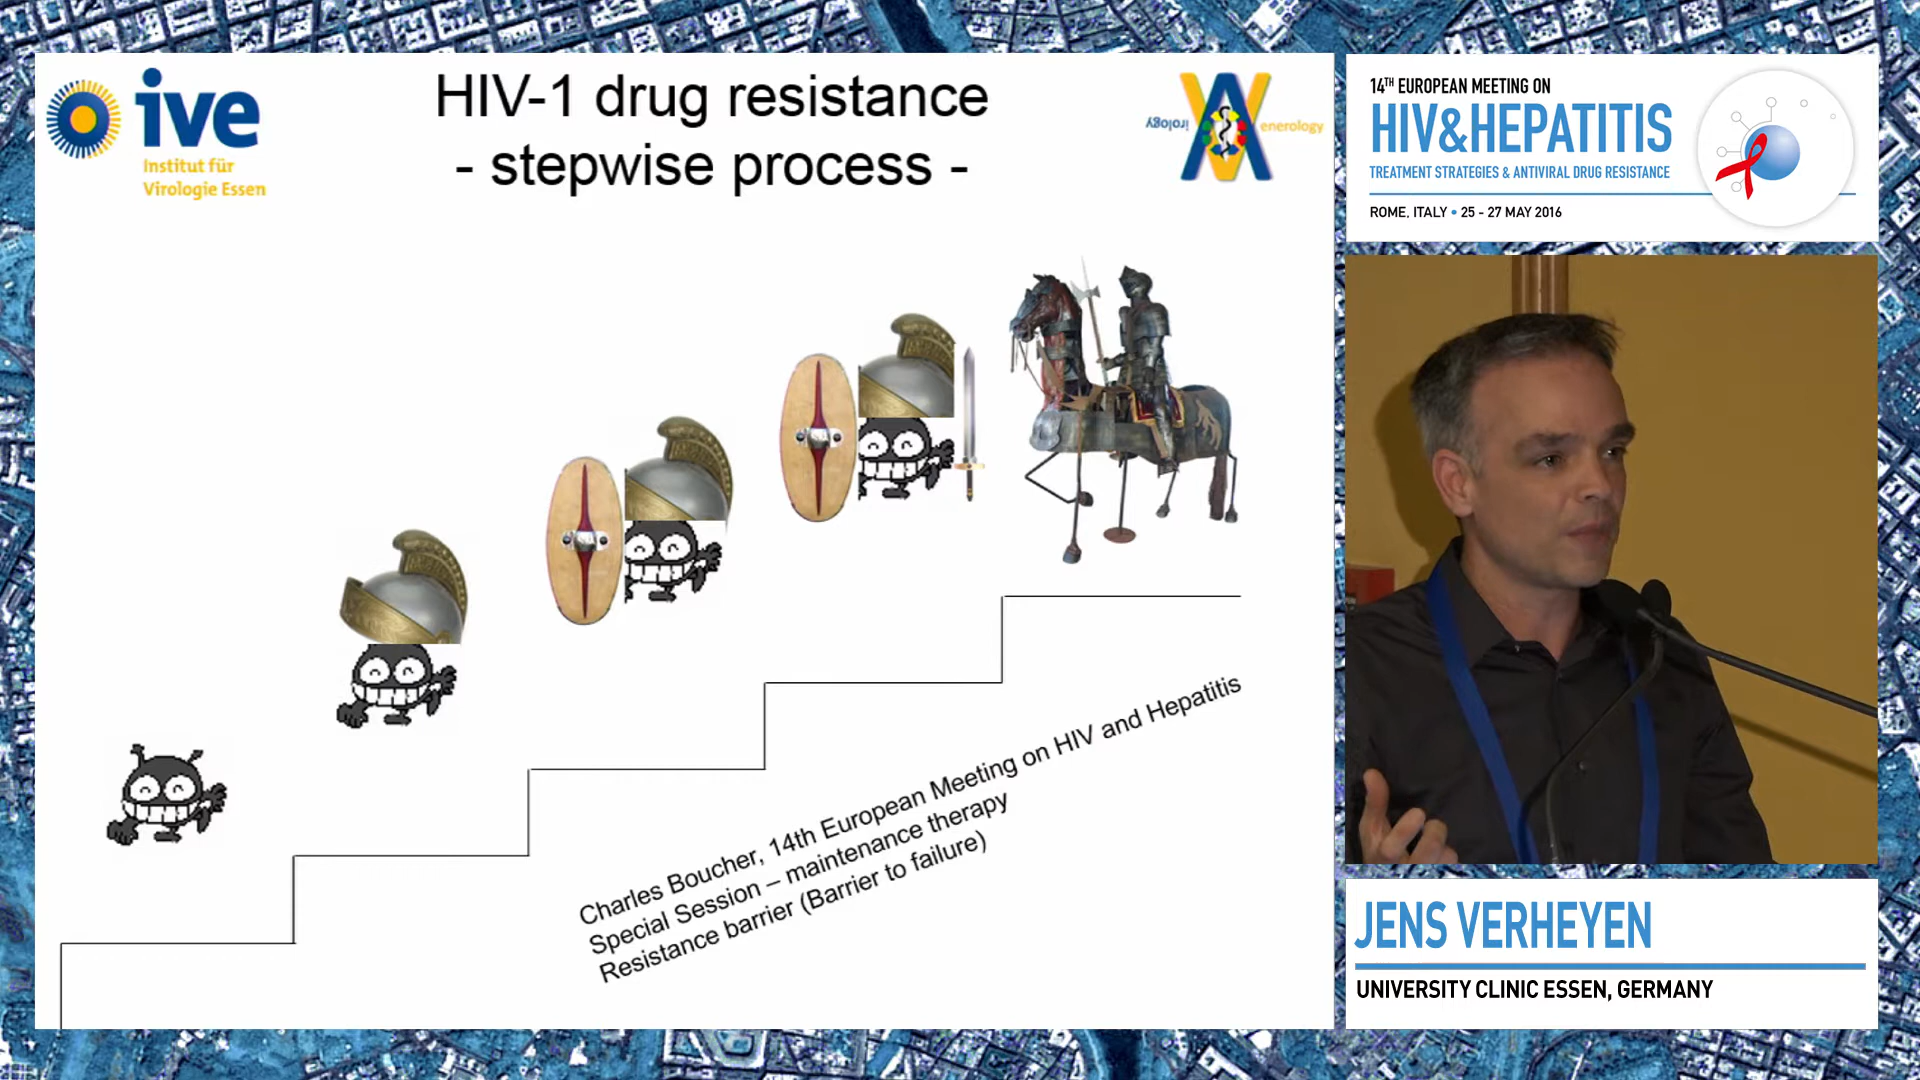 ive
Institut für
Virologie Essen
HIV-1 drug resistance
- stepwise process -
irology
enerology
Charles Boucher, 14th European Meeting on HIV and Hepatitis
Special Session – maintenance therapy
Resistance barrier (Barrier to failure)
14TH EUROPEAN MEETING ON
HIV&HEPATITIS
TREATMENT STRATEGIES & ANTIVIRAL DRUG RESISTANCE
ROME, ITALY • 25 - 27 MAY 2016
JENS VERHEYEN
UNIVERSITY CLINIC ESSEN, GERMANY